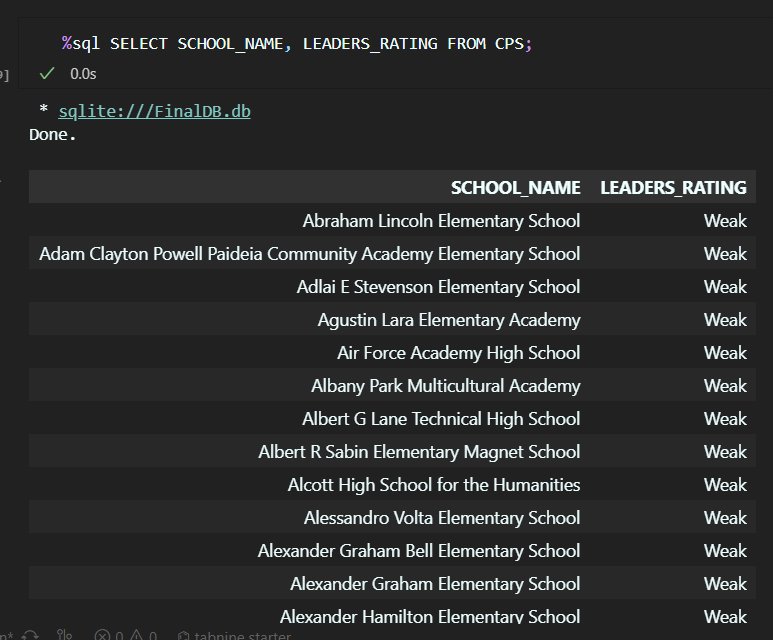 %sql SELECT SCHOOL_NAME, LEADERS_RATING FROM CPS;
9]
0.0s
* sqlite:///FinalDB.db
Done.
SCHOOL_NAME LEADERS_RATING
Abraham Lincoln Elementary School Weak
Adam Clayton Powell Paideia Community Academy Elementary School Weak
Adlai E Stevenson Elementary School Weak
Agustin Lara Elementary Academy Weak
Air Force Academy High School Weak
Albany Park Multicultural Academy Weak
Albert G Lane Technical High School Weak
Albert R Sabin Elementary Magnet School Weak
Alcott High School for the Humanities Weak
Alessandro Volta Elementary School Weak
Alexander Graham Bell Elementary School Weak
Alexander Graham Elementary School Weak
Alexander Hamilton Elementary School Weak
n* 0 0 tabnine starter